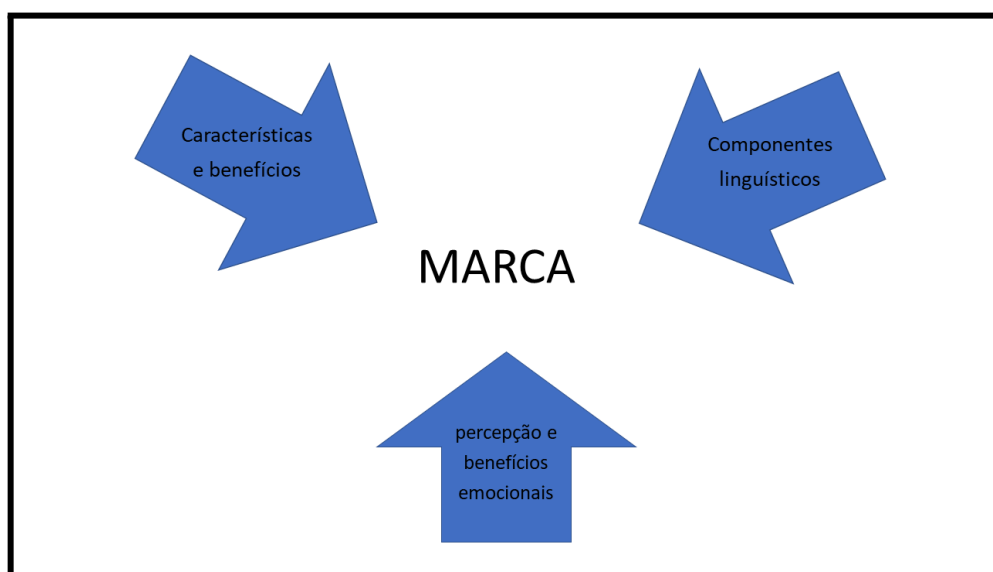 Características
e benefícios
Componentes
linguísticos
MARCA
percepção e
benefícios
emocionais